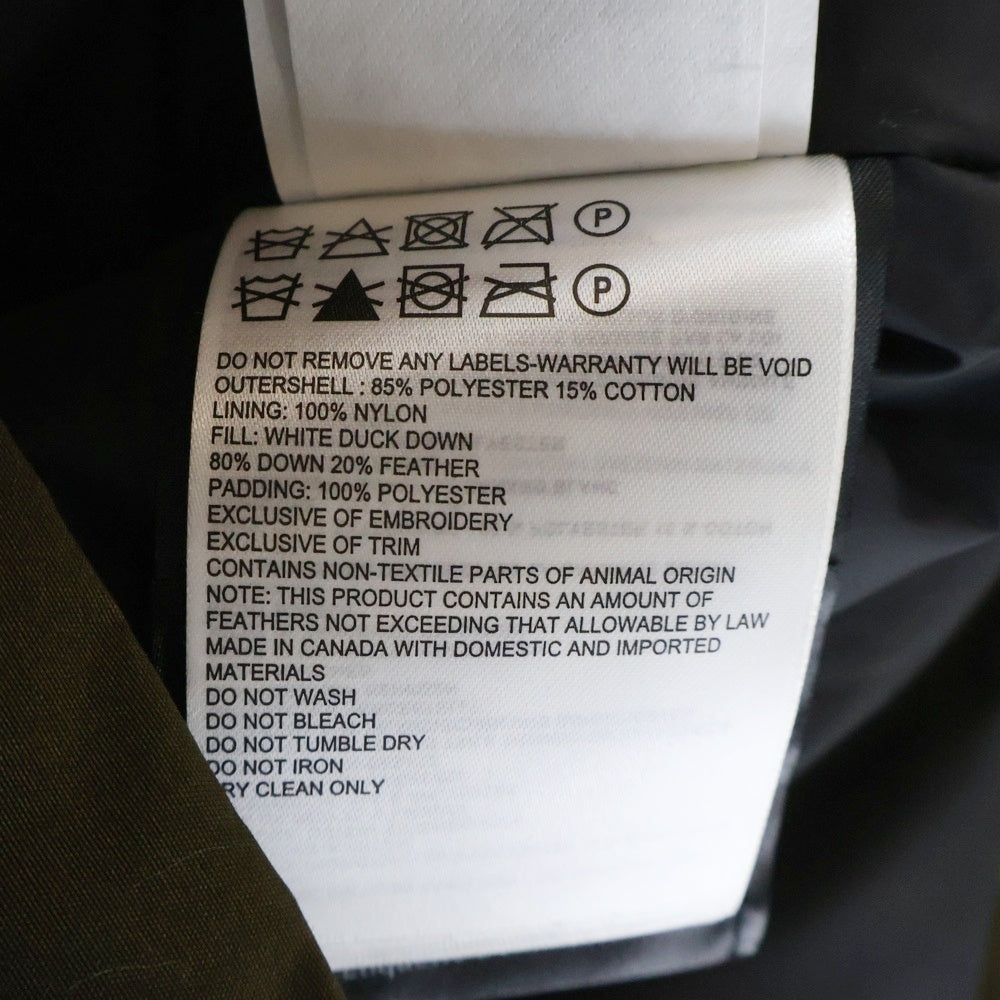 P
P
DO NOT REMOVE ANY LABELS-WARRANTY WILL BE VOID
OUTERSHELL : 85% POLYESTER 15% COTTON
LINING: 100% NYLON
FILL: WHITE DUCK DOWN
80% DOWN 20% FEATHER
PADDING: 100% POLYESTER
EXCLUSIVE OF EMBROIDERY
EXCLUSIVE OF TRIM
CONTAINS NON-TEXTILE PARTS OF ANIMAL ORIGIN
NOTE: THIS PRODUCT CONTAINS AN AMOUNT OF
FEATHERS NOT EXCEEDING THAT ALLOWABLE BY LAW
MADE IN CANADA WITH DOMESTIC AND IMPORTED
MATERIALS
DO NOT WASH
DO NOT BLEACH
DO NOT TUMBLE DRY
DO NOT IRON
RY CLEAN ONLY